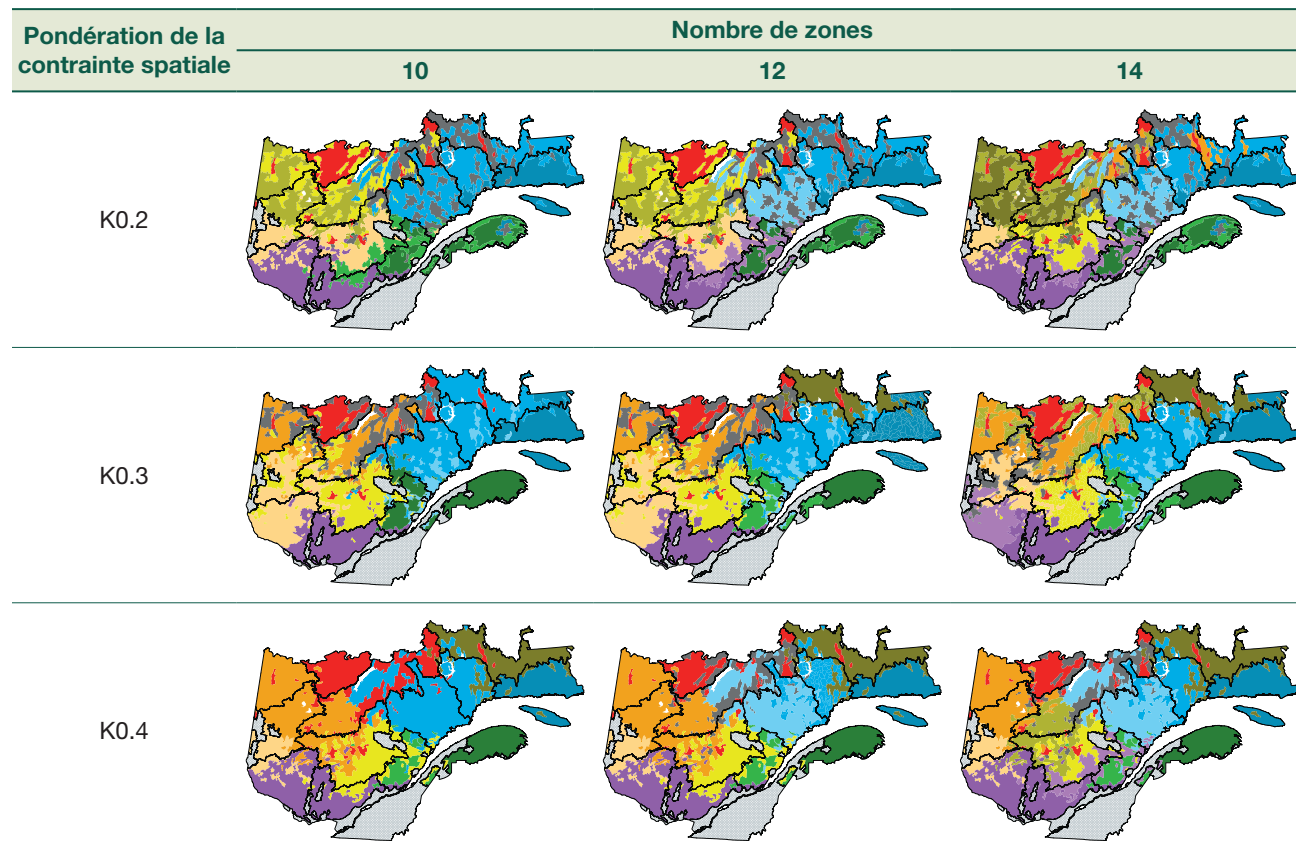 Pondération de la
contrainte spatiale
Nombre de zones
10
12
14
K0.2
K0.3
K0.4